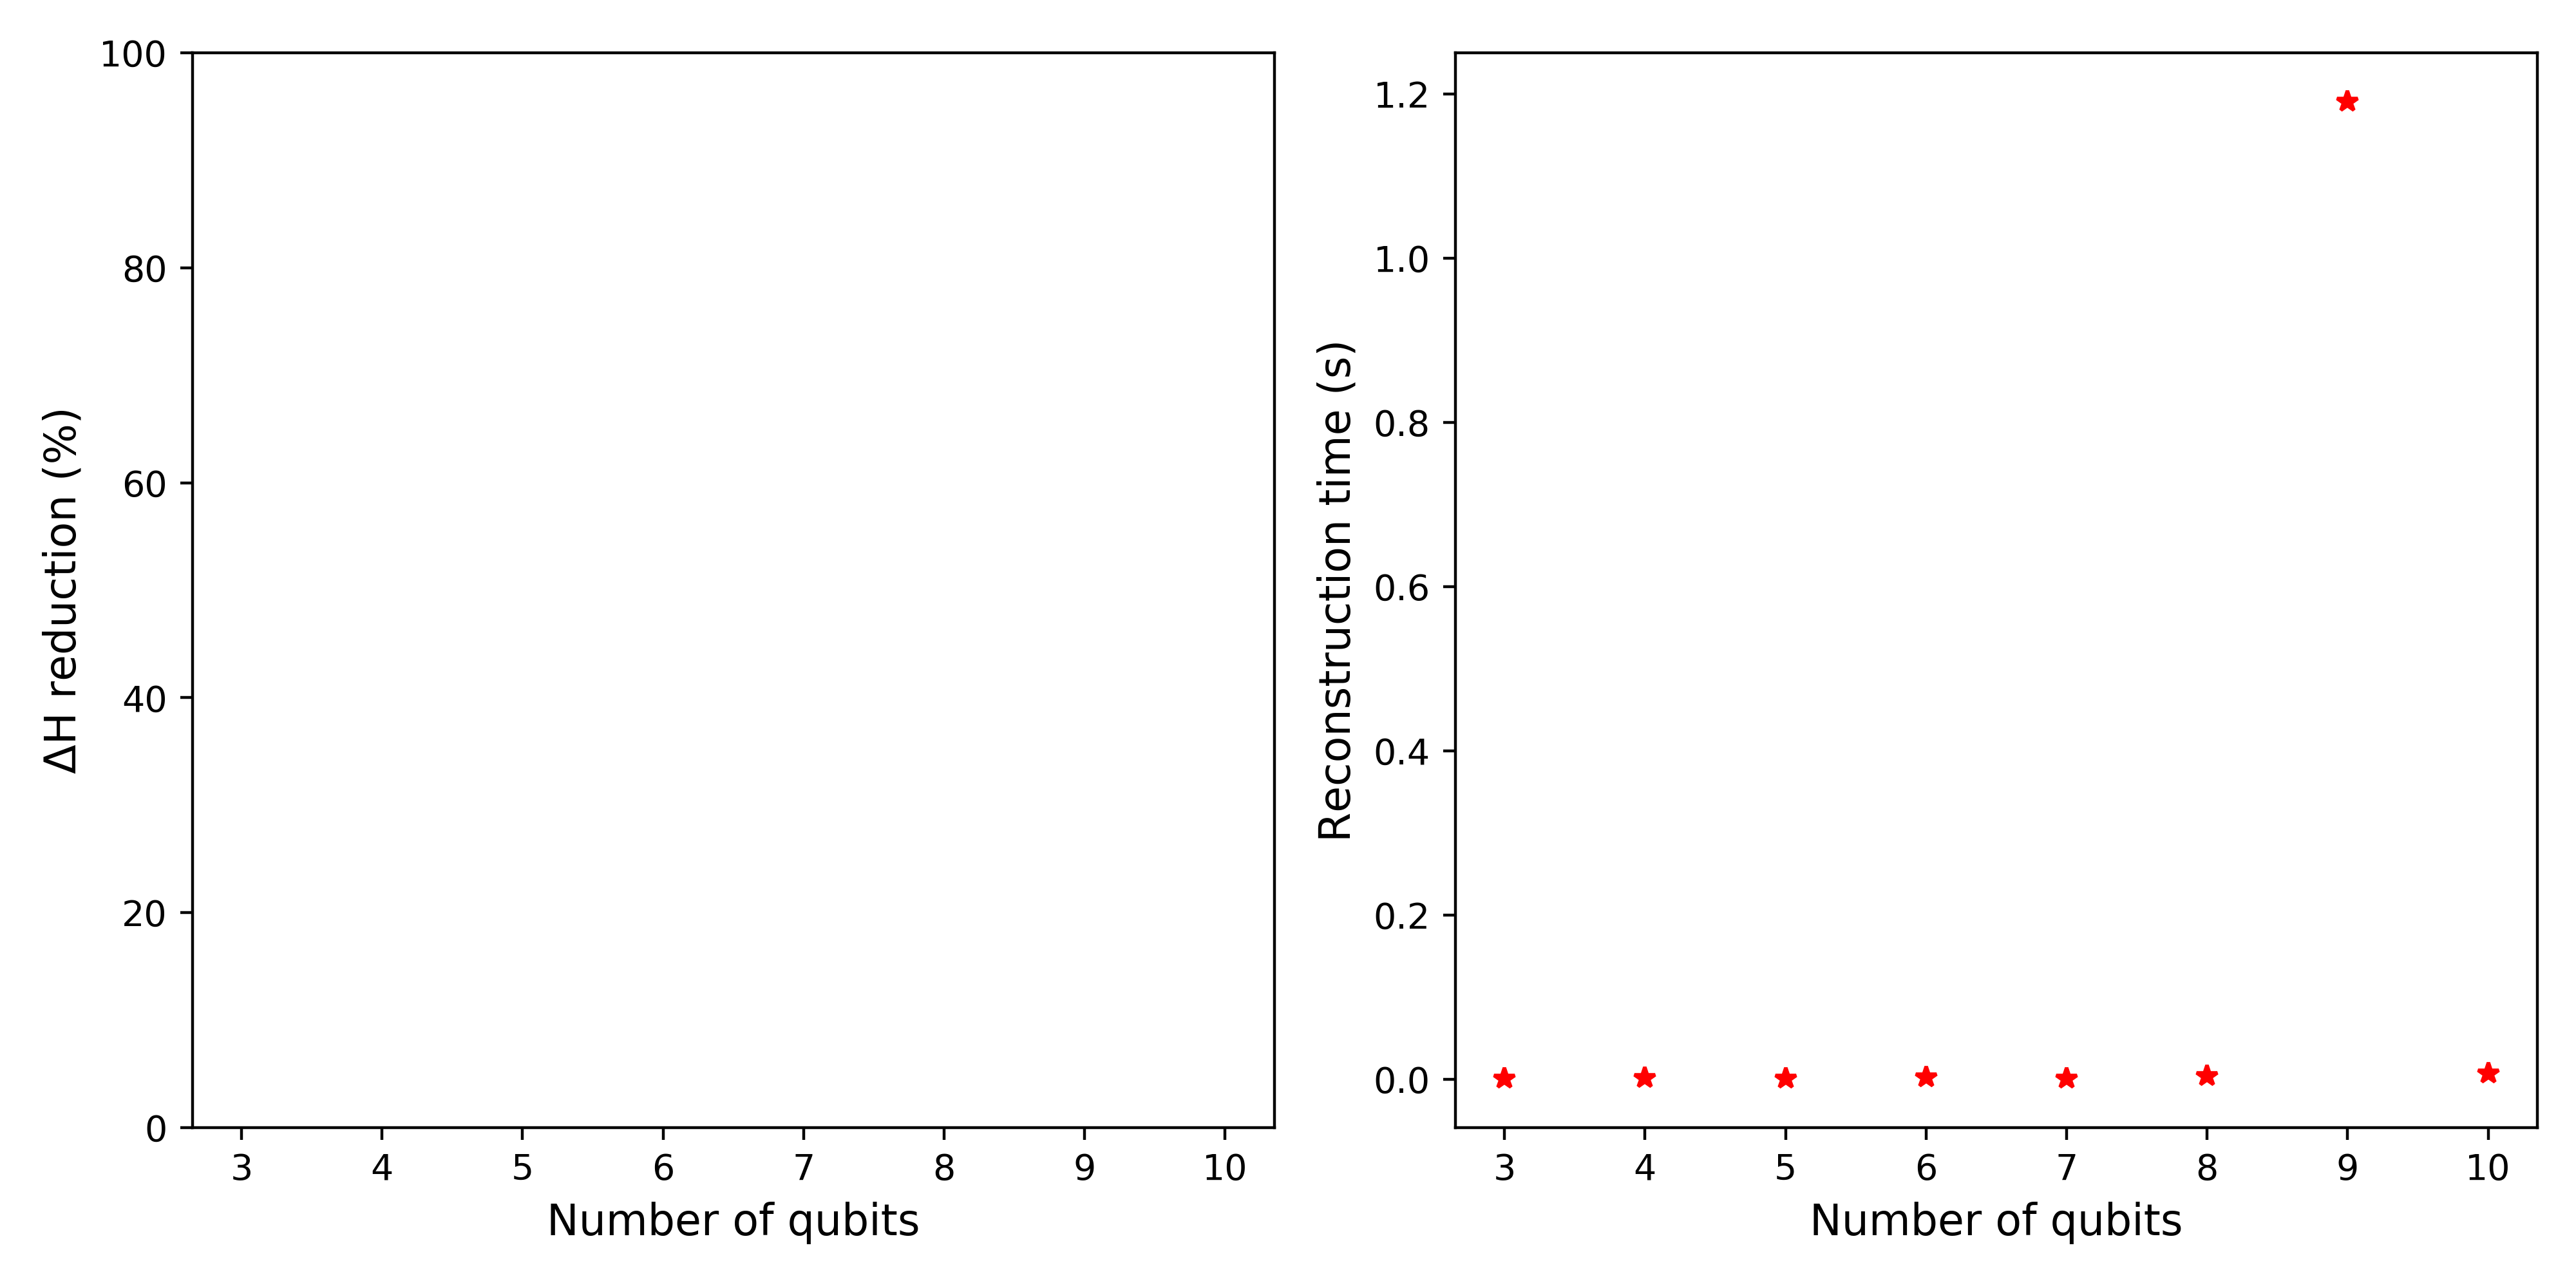 100
80
60
40
20
0
3 4 5 6 7 8 9 10
ΔH reduction (%)
Number of qubits
1.2
1.0
0.8
0.6
0.4
0.2
0.0
3 4 5 6 7 8 9 10
Reconstruction time (s)
Number of qubits